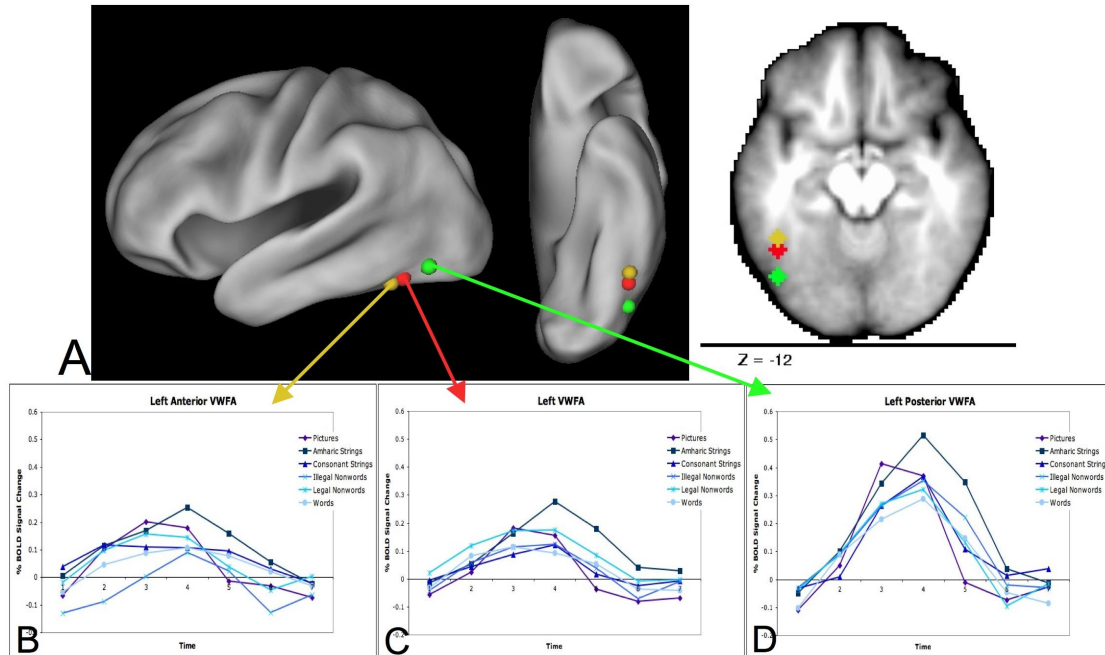 A
Z = -12
Left Anterior VWFA
0.6
0.5
0.4
0.3
0.2
0.1
0
-0.1
% BOLD Signal Change
2
3
4
5
Pictures
Amharic Strings
Consonant Strings
Illegal Nonwords
Legal Nonwords
Words
Time
B
Left VWFA
0.6
0.5
0.4
0.3
0.2
0.1
0
-0.1
% BOLD Signal Change
2
3
4
5
Pictures
Amharic Strings
Consonant Strings
Illegal Nonwords
Legal Nonwords
Words
Time
C
Left Posterior VWFA
0.6
0.5
0.4
0.3
0.2
0.1
0
-0.1
-0.2
% BOLD Signal Change
2
3
4
5
Pictures
Amharic Strings
Consonant Strings
Illegal Nonwords
Legal Nonwords
Words
Time
D